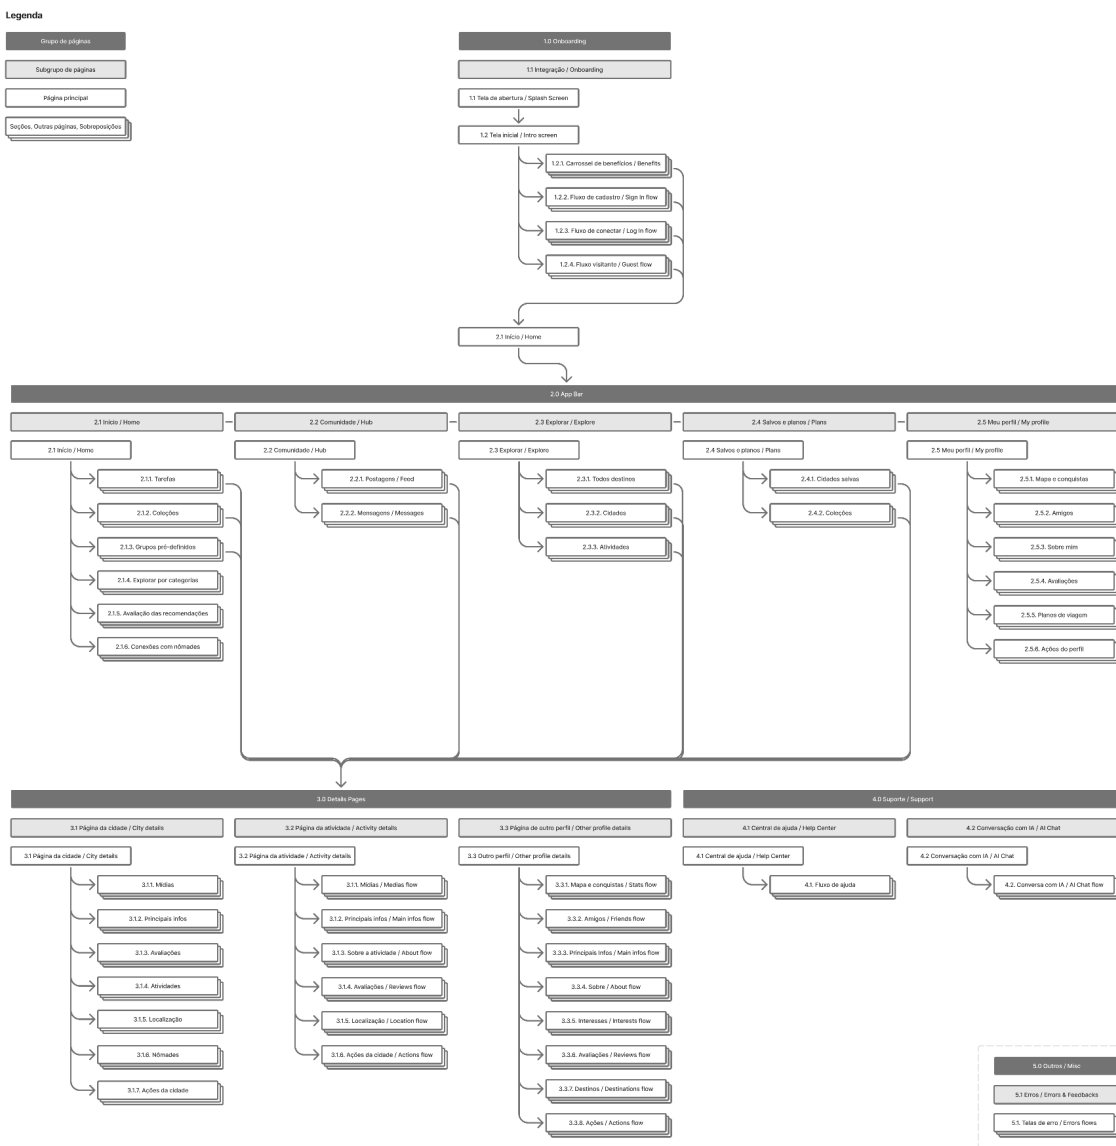 Legenda
Grupo de páginas
Subgrupo de páginas
Página principal
Seções, Outras páginas, Sobreposições
1.0 Onboarding
1.1 Integração / Onboarding
1.1 Tela de abertura / Splash Screen
1.2 Tela inicial / Intro screen
1.2.1. Carrossel de benefícios / Benefits
1.2.2. Fluxo de cadastro / Sign In flow
1.2.3. Fluxo de conectar / Log In flow
1.2.4. Fluxo visitante / Guest flow
2.1 Início / Home
2.0 App Bar
2.1 Início / Home
2.1 Início / Home
2.1.1. Tarefas
2.1.2. Coleções
2.1.3. Grupos pré-definidos
2.1.4. Explorar por categorias
2.1.5. Avaliação das recomendações
2.1.6. Conexões com nômades
2.2 Comunidade / Hub
2.2 Comunidade / Hub
2.2.1. Postagens / Feed
2.2.2. Mensagens / Messages
2.3 Explorar / Explore
2.3 Explorar / Explore
2.3.1. Todos destinos
2.3.2. Cidades
2.3.3. Atividades
2.4 Salvos e planos / Plans
2.4 Salvos e planos / Plans
2.4.1. Cidades salvas
2.4.2. Coleções
2.5 Meu perfil / My profile
2.5 Meu perfil / My profile
2.5.1. Mapa e conquistas
2.5.2. Amigos
2.5.3. Sobre mim
2.5.4. Avaliações
2.5.5. Planos de viagem
2.5.6. Ações do perfil
3.0 Details Pages
3.1 Página da cidade / City details
3.1 Página da cidade / City details
3.1.1. Mídias
3.1.2. Principais infos
3.1.3. Avaliações
3.1.4. Atividades
3.1.5. Localização
3.1.6. Nômades
3.1.7. Ações da cidade
3.2 Página da atividade / Activity details
3.2 Página da atividade / Activity details
3.1.1. Mídias / Medias flow
3.1.2. Principais infos / Main infos flow
3.1.3. Sobre a atividade / About flow
3.1.4. Avaliações / Reviews flow
3.1.5. Localização / Location flow
3.1.6. Ações da cidade / Actions flow
3.3 Página de outro perfil / Other profile details
3.3 Outro perfil / Other profile details
3.3.1. Mapa e conquistas / Stats flow
3.3.2. Amigos / Friends flow
3.3.3. Principais Infos / Main infos flow
3.3.4. Sobre / About flow
3.3.5. Interesses / Interests flow
3.3.6. Avaliações / Reviews flow
3.3.7. Destinos / Destinations flow
3.3.8. Ações / Actions flow
4.0 Suporte / Support
4.1 Central de ajuda / Help Center
4.1 Central de ajuda / Help Center
4.1. Fluxo de ajuda
4.2 Conversação com IA / AI Chat
4.2 Conversação com IA / AI Chat
4.2. Conversa com IA / AI Chat flow
5.0 Outros / Misc
5.1 Erros / Errors & Feedbacks
5.1. Telas de erro / Errors flows